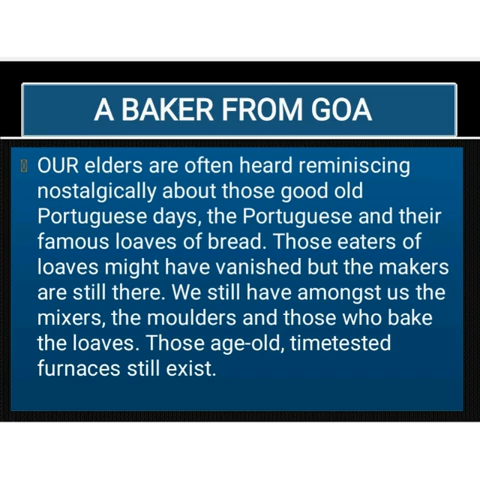 A BAKER FROM GOA
OUR elders are often heard reminiscing
nostalgically about those good old
Portuguese days, the Portuguese and their
famous loaves of bread. Those eaters of
loaves might have vanished but the makers
are still there. We still have amongst us the
mixers, the moulders and those who bake
the loaves. Those age-old, timetested
furnaces still exist.